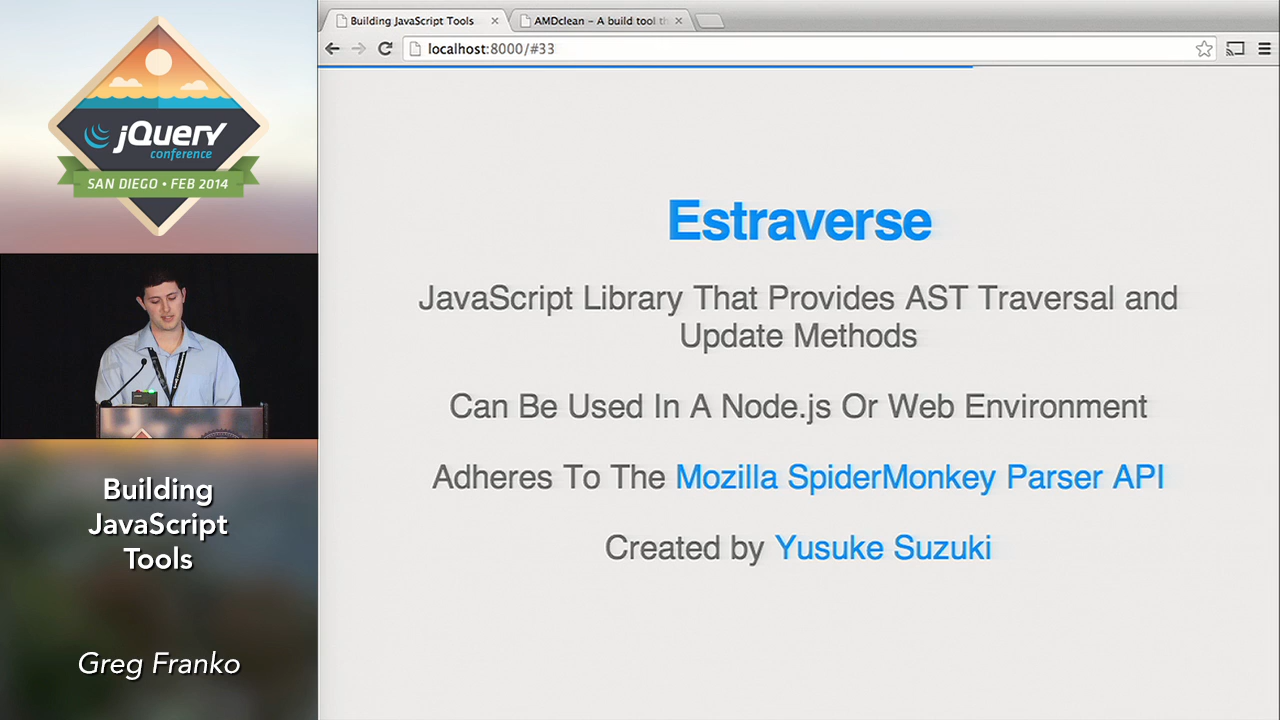 jQuery
conference
SAN DIEGO • FEB 2014
Building
JavaScript
Tools
Greg Franko
Building JavaScript Tools
AMDclean – A build tool th
localhost:8000/#33
Estraverse
JavaScript Library That Provides AST Traversal and
Update Methods
Can Be Used In A Node.js Or Web Environment
Adheres To The Mozilla SpiderMonkey Parser API
Created by Yusuke Suzuki